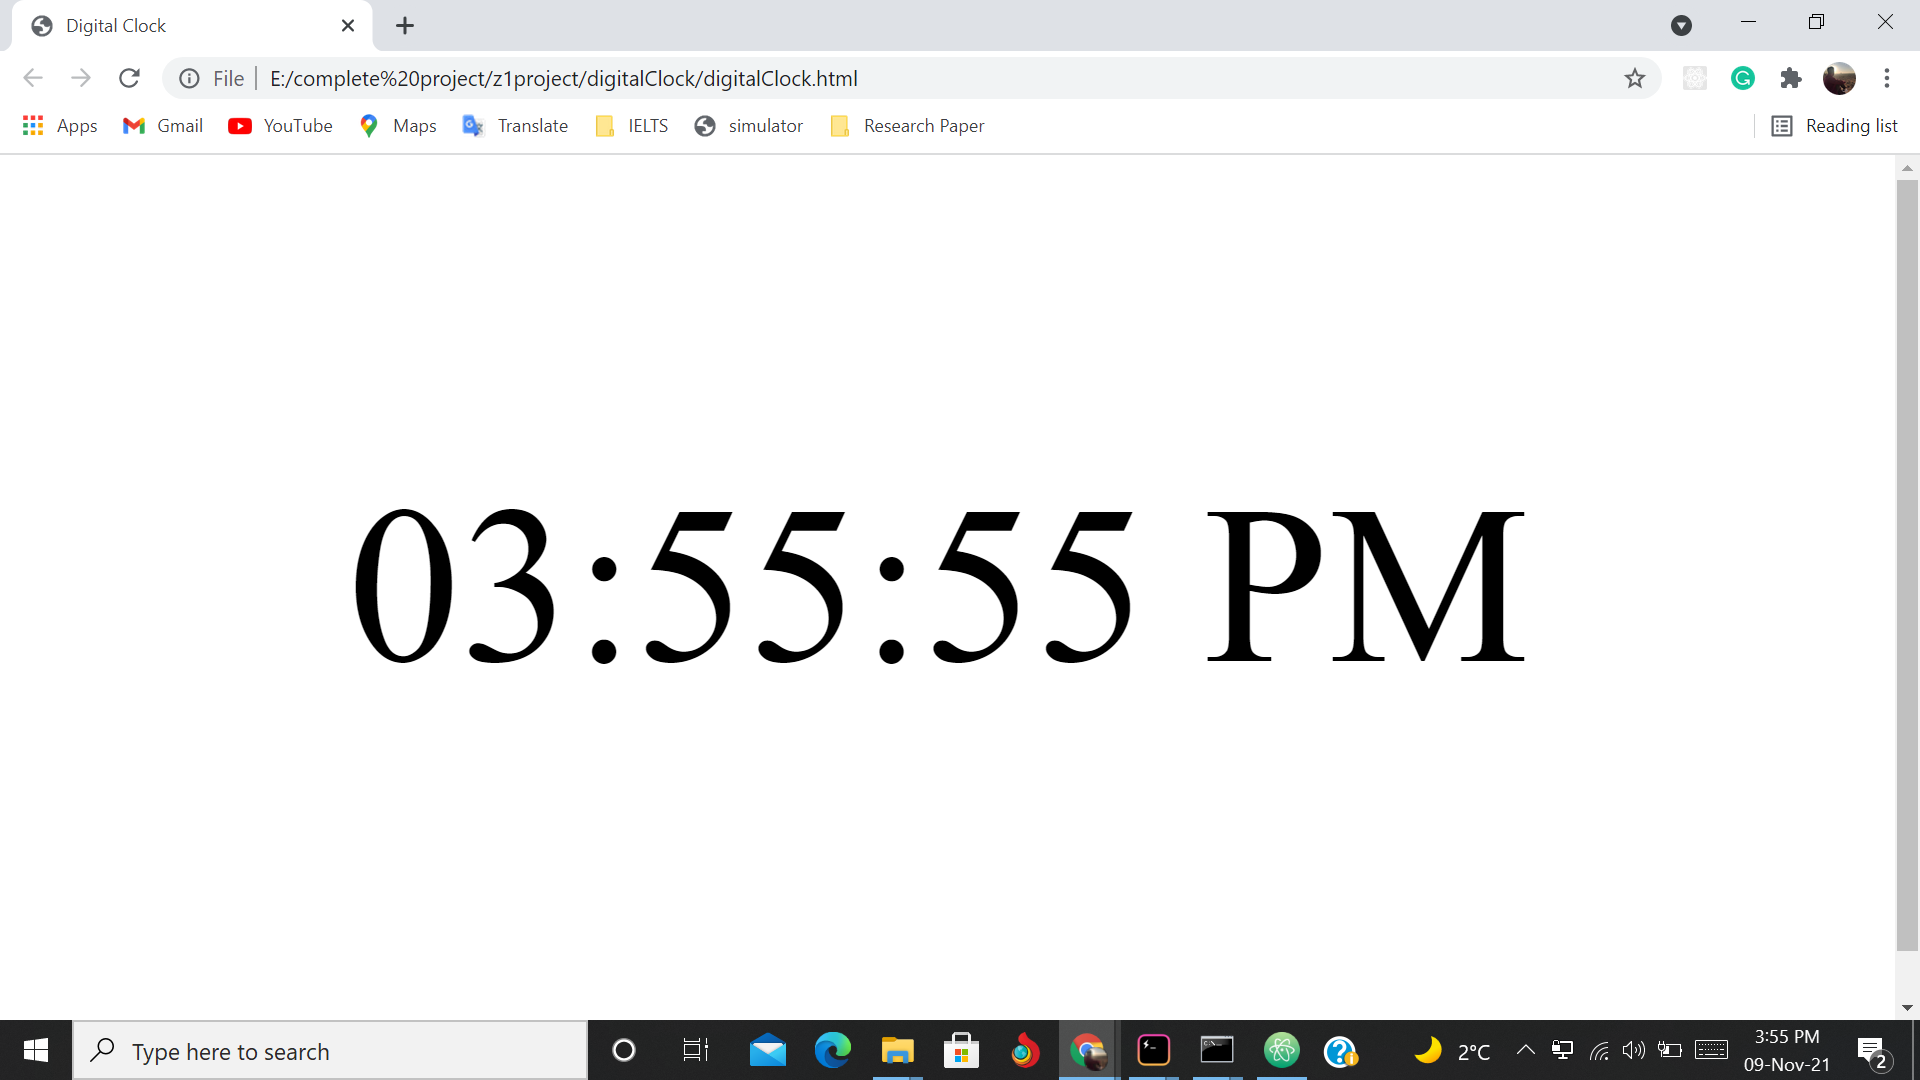 Digital Clock
File E:/complete%20project/z1project/digitalClock/digitalClock.html
Apps Gmail YouTube Maps Translate IELTS simulator Research Paper Reading list
03:55:55 PM
Type here to search
2°C
3:55 PM
09-Nov-21
2